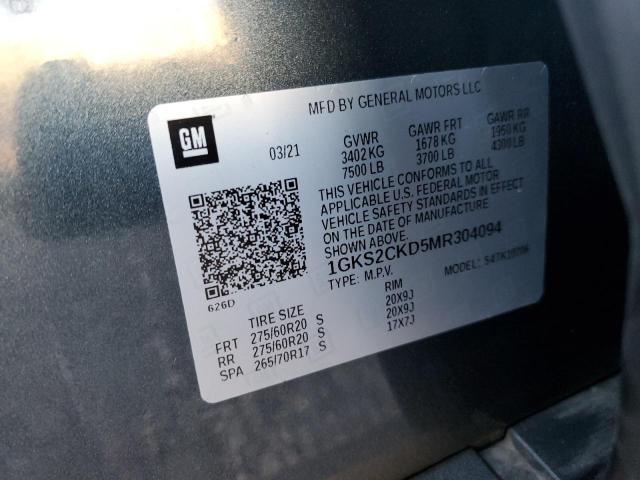 MFD BY GENERAL MOTORS LLC
GM
03/21 GVWR GAWR FRT GAWR RR
3402 KG 1678 KG 1950 KG
7500 LB 3700 LB 4300 LB
THIS VEHICLE CONFORMS TO ALL
APPLICABLE U.S. FEDERAL MOTOR
VEHICLE SAFETY STANDARDS IN EFFECT
ON THE DATE OF MANUFACTURE
SHOWN ABOVE.
1GKS2CKD5MR304094
TYPE: M.P.V. MODEL:
626D
TIRE SIZE RIM
FRT 275/60R20 S 20X9J
RR 275/60R20 S 20X9J
SPA 265/70R17 S 17X7J